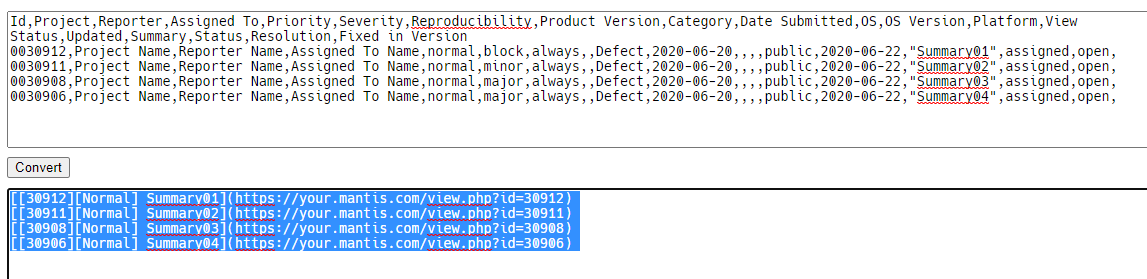 Id,Project,Reporter,Assigned To,Priority,Severity,Reproducibility,Product Version,Category,Date Submitted,OS,OS Version,Platform,View
Status,Updated,Summary,Status,Resolution,Fixed in Version
0030912,Project Name,Reporter Name,Assigned To Name,normal,block,always,,Defect,2020-06-20,,,,public,2020-06-22,"Summary01",assigned,open,
0030911,Project Name,Reporter Name,Assigned To Name,normal,minor,always,,Defect,2020-06-20,,,,public,2020-06-22,"Summary02",assigned,open,
0030908,Project Name,Reporter Name,Assigned To Name,normal,major,always,,Defect,2020-06-20,,,,public,2020-06-22,"Summary03",assigned,open,
0030906,Project Name,Reporter Name,Assigned To Name,normal,major,always,,Defect,2020-06-20,,,,public,2020-06-22,"Summary04",assigned,open,
Convert
[[30912][Normal] Summary01](https://your.mantis.com/view.php?id=30912)
[[30911][Normal] Summary02](https://your.mantis.com/view.php?id=30911)
[[30908][Normal] Summary03](https://your.mantis.com/view.php?id=30908)
[[30906][Normal] Summary04](https://your.mantis.com/view.php?id=30906)